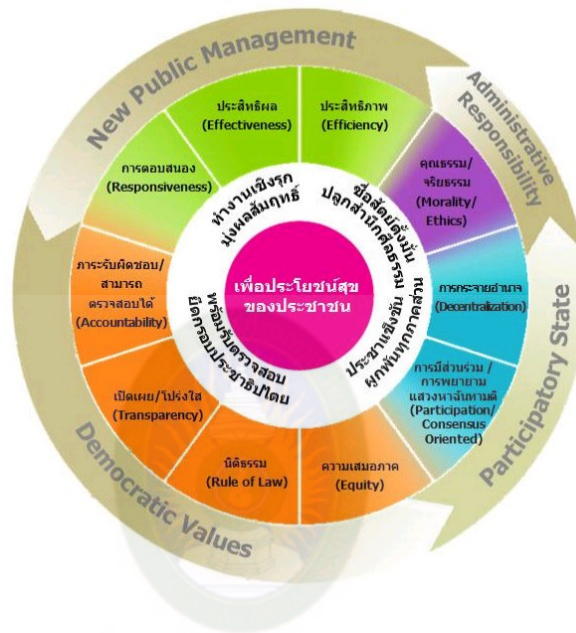 New Public Management
Administrative
Responsibility
Participatory State
Democratic Values
ประสิทธิผล
(Effectiveness)
ประสิทธิภาพ
(Efficiency)
คุณธรรม/
จริยธรรม
(Morality/
Ethics)
การกระจายอำนาจ
(Decentralization)
การมีส่วนร่วม /
การพยายาม
แสวงหาฉันทามติ
(Participation/
Consensus
Oriented)
ความเสมอภาค
(Equity)
นิติธรรม
(Rule of Law)
เปิดเผย/โปร่งใส
(Transparency)
ภาระรับผิดชอบ/
สามารถ
ตรวจสอบได้
(Accountability)
การตอบสนอง
(Responsiveness)
ทำงานเชิงรุก
มุ่งผลสัมฤทธิ์
ซื่อสัตย์ตั้งมั่น
ปลูกสำนึกศีลธรรม
ประชาเชิงขัน
ผูกพันทุกภาคส่วน
พร้อมรับตรวจสอบ
ยึดกรอบประชาธิปไตย
เพื่อประโยชน์สุข
ของประชาชน